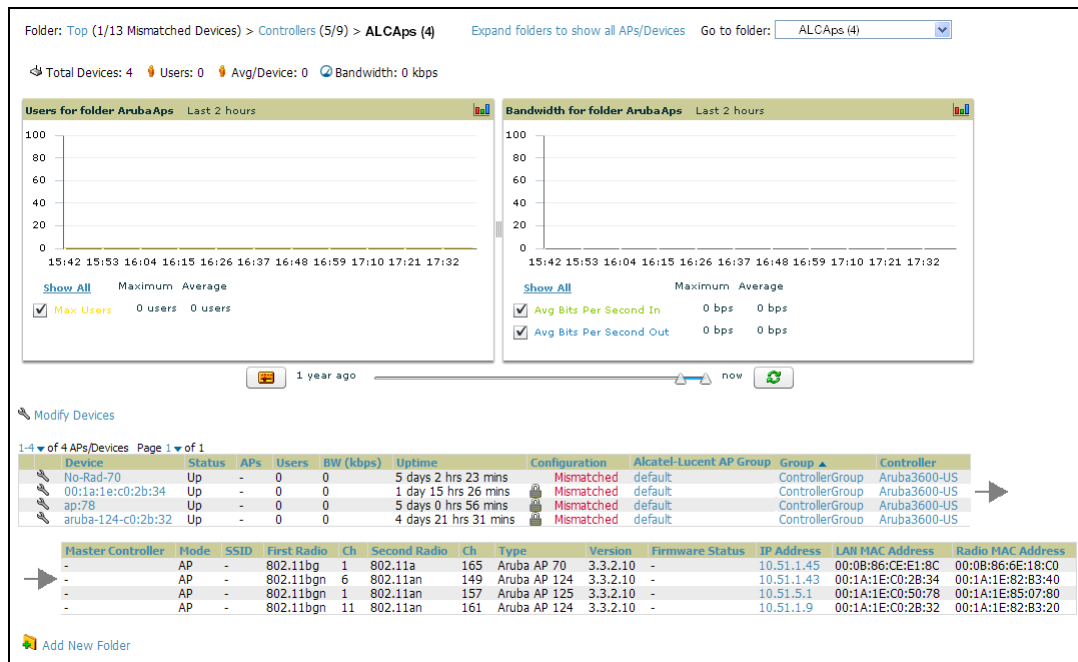 Folder: Top (1/13 Mismatched Devices) > Controllers (5/9) > ALCAps (4) Expand folders to show all APs/Devices Go to folder: ALCAps (4)
Total Devices: 4 Users: 0 Avg/Device: 0 Bandwidth: 0 kbps
Users for folder ArubaAps Last 2 hours
100
80
60
40
20
0
15:42 15:53 16:04 16:15 16:26 16:37 16:48 16:59 17:10 17:21 17:32
Show All Maximum Average
Max Users 0 users 0 users
Bandwidth for folder ArubaAps Last 2 hours
100
80
60
40
20
0
15:42 15:53 16:04 16:15 16:26 16:37 16:48 16:59 17:10 17:21 17:32
Show All Maximum Average
Avg Bits Per Second In 0 bps 0 bps
Avg Bits Per Second Out 0 bps 0 bps
1 year ago now
Modify Devices
1-4 of 4 APs/Devices Page 1 of 1
Device Status APs Users BW (kbps) Uptime Configuration Alcatel-Lucent AP Group Group Controller
No-Rad-70 Up - 0 0 5 days 2 hrs 23 mins Mismatched default ControllerGroup Aruba3600-US
00:1a:1e:c0:2b:34 Up - 0 0 1 day 15 hrs 26 mins Mismatched default ControllerGroup Aruba3600-US
ap:78 Up - 0 0 5 days 0 hrs 56 mins Mismatched default ControllerGroup Aruba3600-US
aruba-124-c0:2b:32 Up - 0 0 4 days 21 hrs 31 mins Mismatched default ControllerGroup Aruba3600-US
Master Controller Mode SSID First Radio Ch Second Radio Ch Type Version Firmware Status IP Address LAN MAC Address Radio MAC Address
- AP - 802.11bg 1 802.11a 165 Aruba AP 70 3.3.2.10 - 10.51.1.45 00:0B:86:CE:E1:8C 00:0B:86:6E:18:C0
- AP - 802.11bgn 6 802.11an 149 Aruba AP 124 3.3.2.10 - 10.51.1.43 00:1A:1E:C0:2B:34 00:1A:1E:82:B3:40
- AP - 802.11bgn 1 802.11an 157 Aruba AP 125 3.3.2.10 - 10.51.5.1 00:1A:1E:C0:50:78 00:1A:1E:85:07:80
- AP - 802.11bgn 11 802.11an 161 Aruba AP 124 3.3.2.10 - 10.51.1.9 00:1A:1E:C0:2B:32 00:1A:1E:82:B3:20
Add New Folder